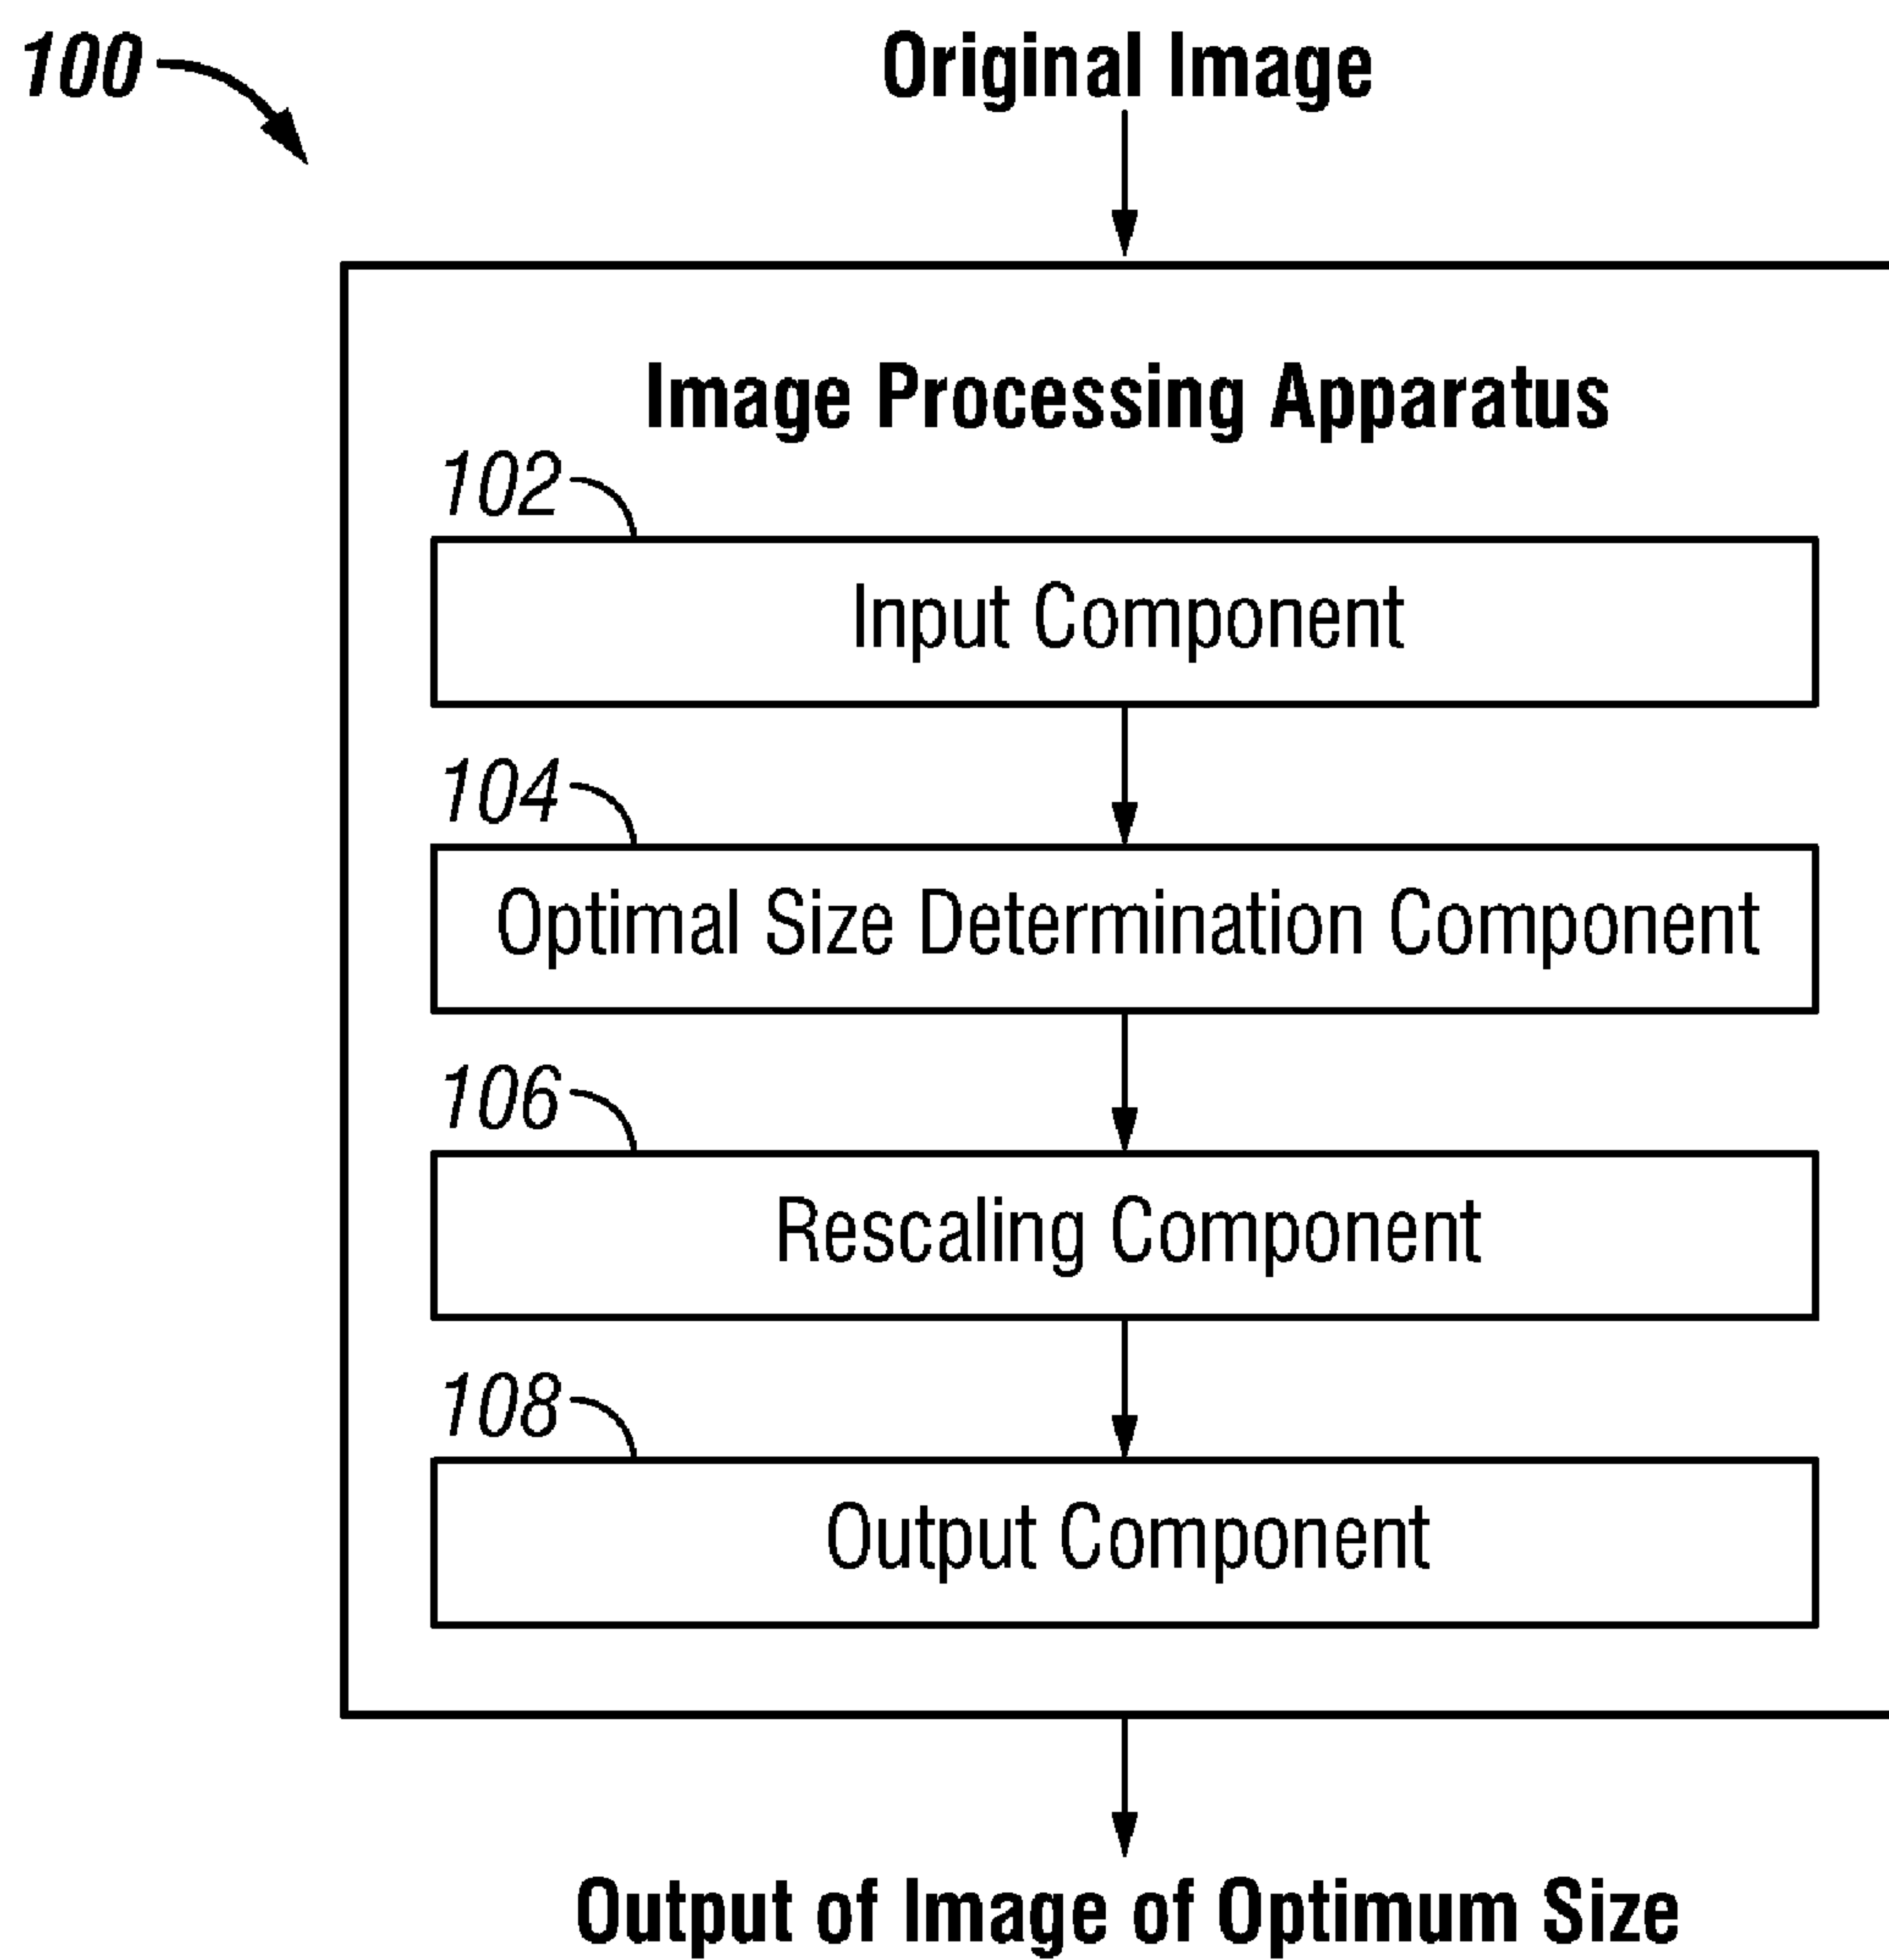 100
Original Image
Image Processing Apparatus
102
Input Component
104
Optimal Size Determination Component
106
Rescaling Component
108
Output Component
Output of Image of Optimum Size